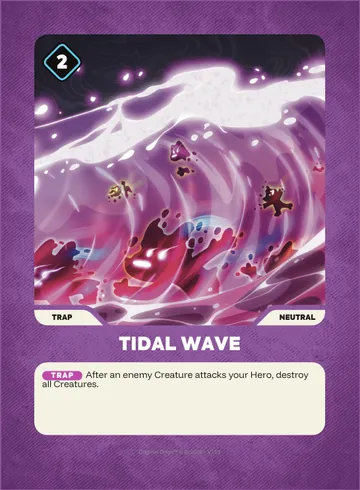 2
TRAP
NEUTRAL
TIDAL WAVE
TRAP After an enemy Creature attacks your Hero, destroy
all Creatures.